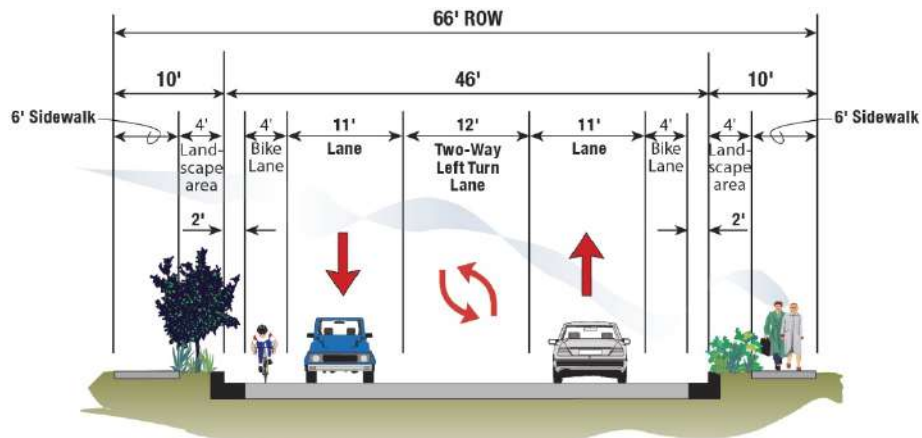 66' ROW
10'
46'
10'
6' Sidewalk
4'
Land-
scape
area
4'
Bike
Lane
11'
Lane
12'
Two-Way
Left Turn
Lane
11'
Lane
4'
Bike
Lane
4'
Land-
scape
area
6' Sidewalk
2'
2'